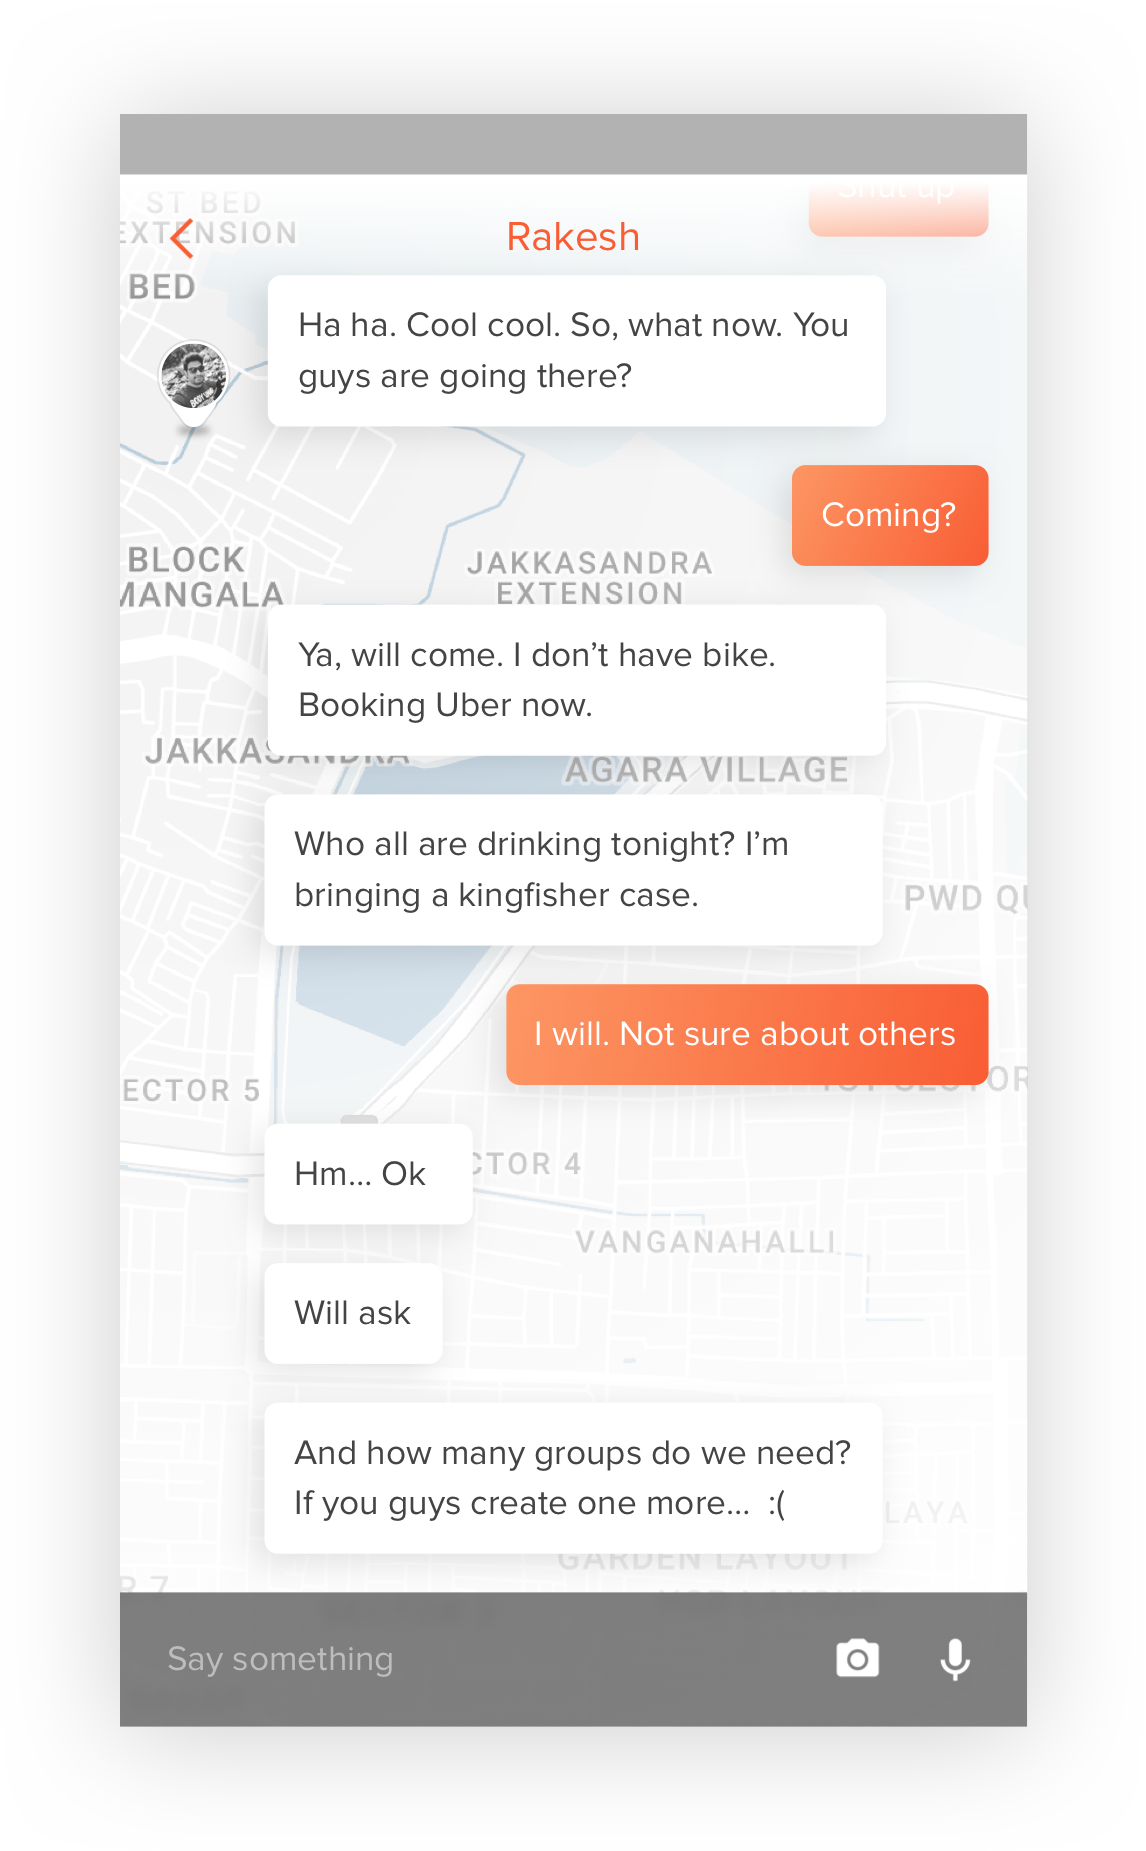 ST BED
EXTENSION
Shut up
Rakesh
BED
Ha ha. Cool cool. So, what now. You
guys are going there?
BODY
Coming?
BLOCK
MANGALA
JAKKASANDRA
EXTENSION
Ya, will come. I don’t have bike.
Booking Uber now.
JAKKASANDRA
AGARA VILLAGE
Who all are drinking tonight? I’m
bringing a kingfisher case.
PWD QU
I will. Not sure about others
ECTOR 5
SECTOR
Hm... Ok
CTOR 4
VANGANAHALLI
Will ask
And how many groups do we need?
If you guys create one more...  :(
LAYA
GARDEN LAYOUT
R 7
Say something